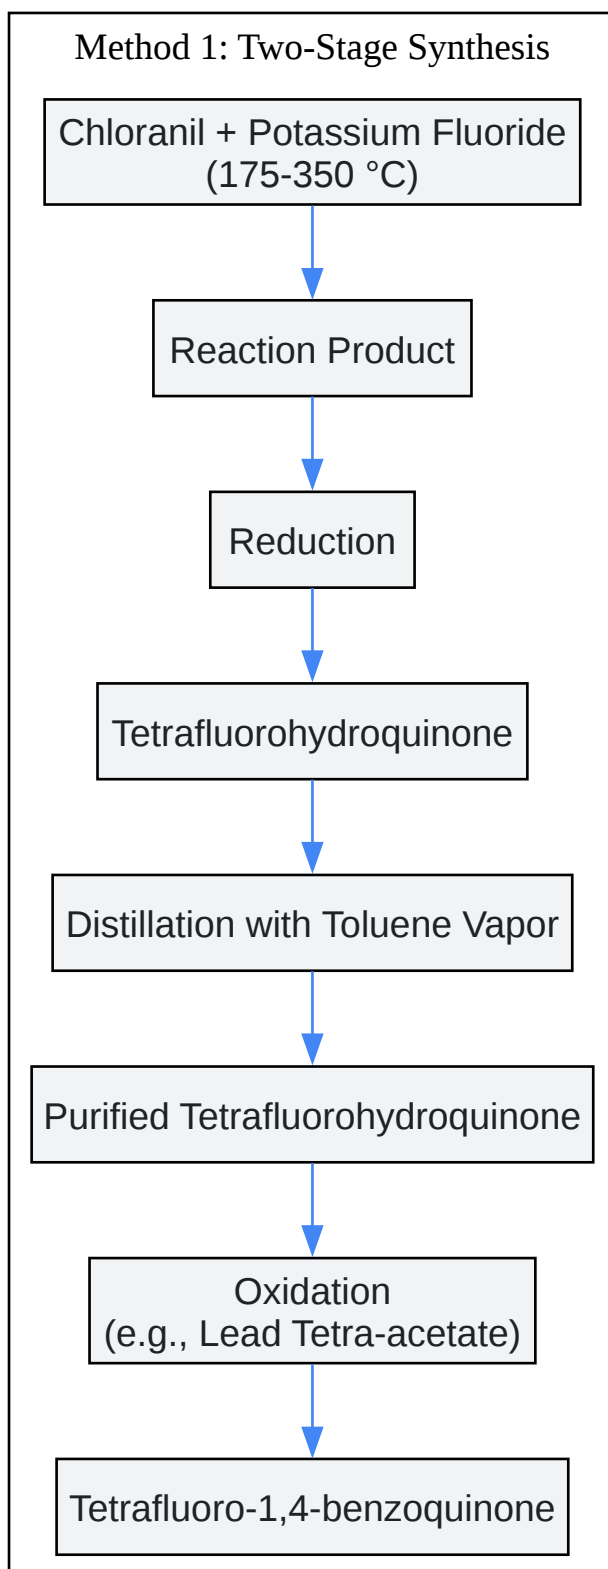 Method 1: Two-Stage Synthesis
Chloranil + Potassium Fluoride
(175-350 °C)
Reaction Product
Reduction
Tetrafluorohydroquinone
Distillation with Toluene Vapor
Purified Tetrafluorohydroquinone
Oxidation
(e.g., Lead Tetra-acetate)
Tetrafluoro-1,4-benzoquinone